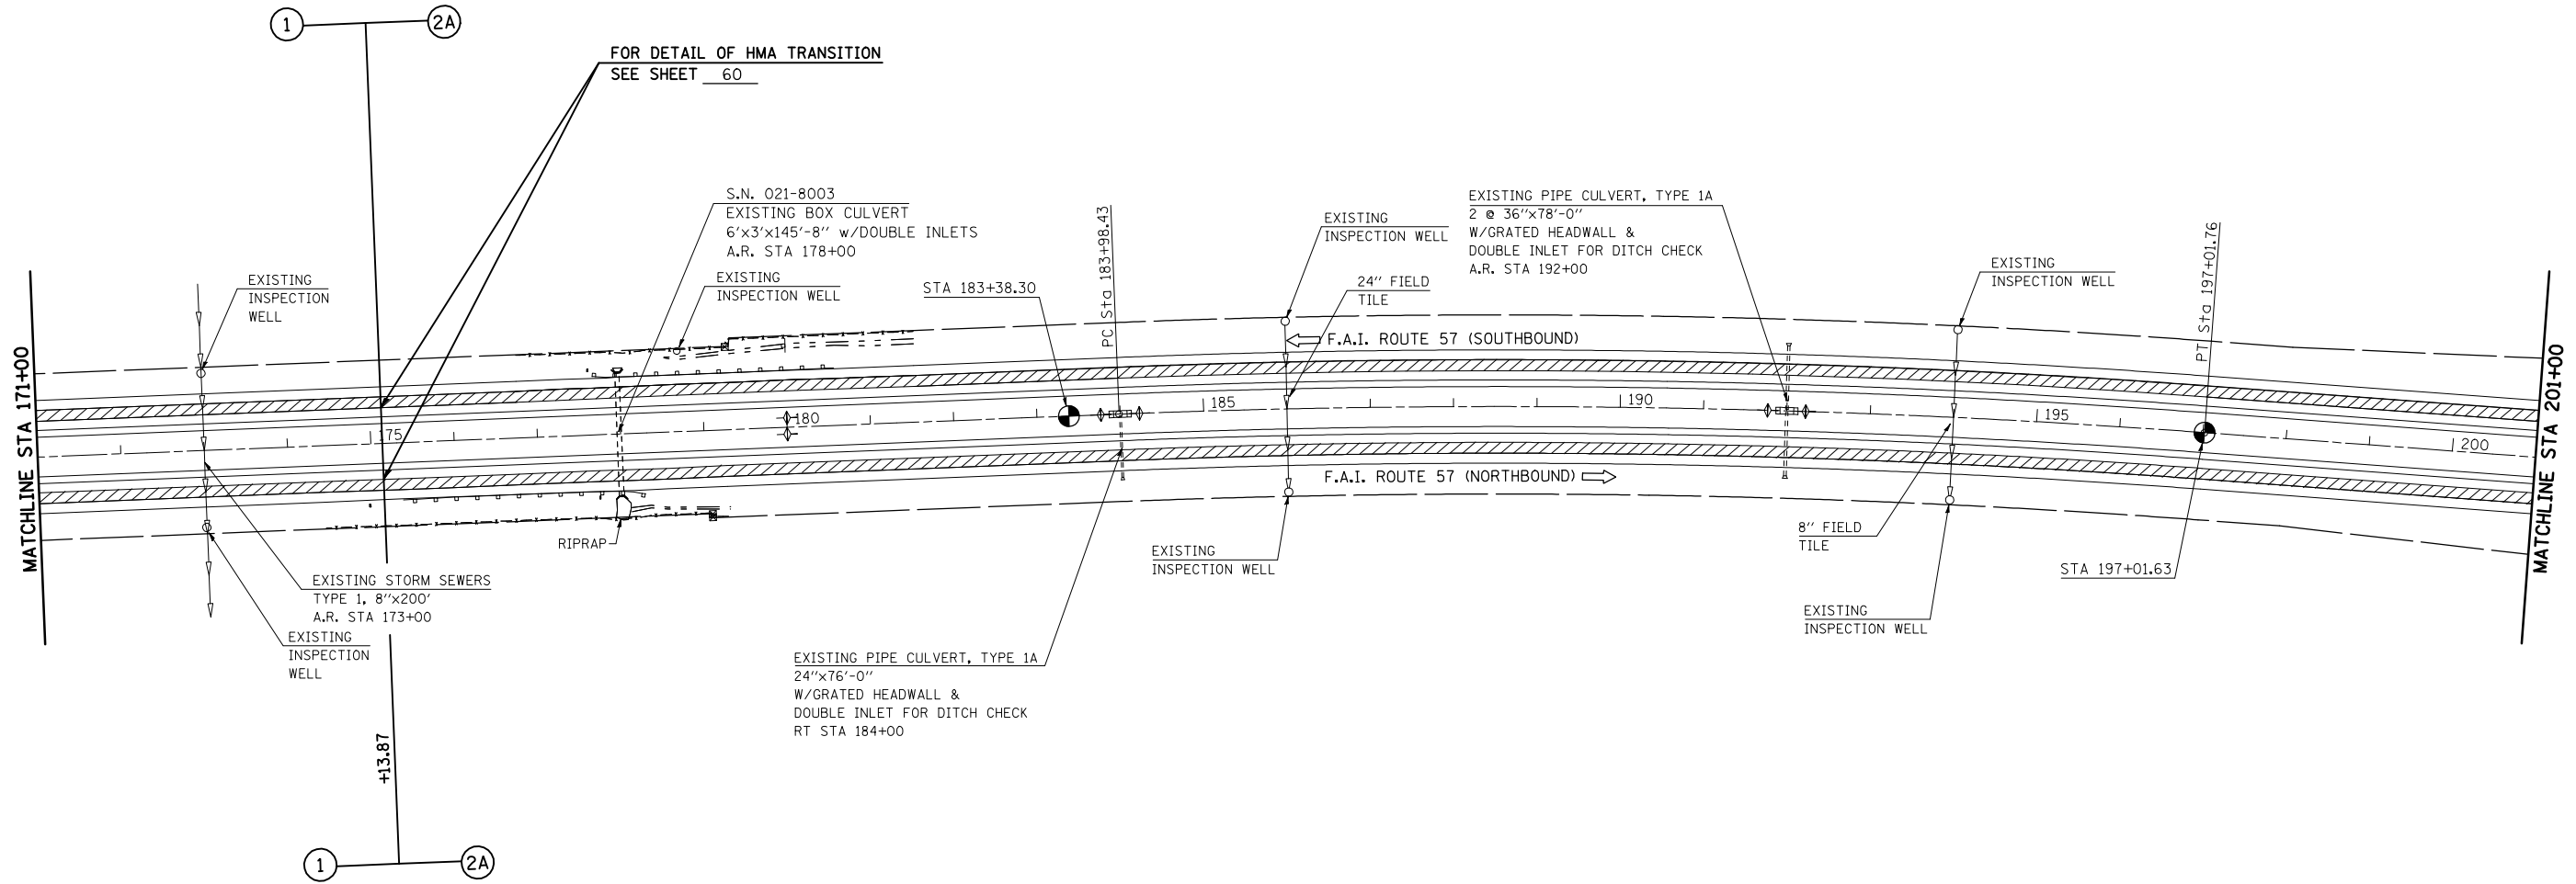 1
2A
FOR DETAIL OF HMA TRANSITION
SEE SHEET 60
S.N. 021-8003
EXISTING BOX CULVERT
6'x3'x145'-8" w/DOUBLE INLETS
A.R. STA 178+00
EXISTING
INSPECTION WELL
STA 183+38.30
PC Sta 183+98.43
EXISTING
INSPECTION WELL
24" FIELD
TILE
EXISTING PIPE CULVERT, TYPE 1A
2 @ 36"x78'-0"
W/GRATED HEADWALL &
DOUBLE INLET FOR DITCH CHECK
A.R. STA 192+00
EXISTING
INSPECTION WELL
PT Sta 197+01.76
EXISTING
INSPECTION
WELL
MATCHLINE STA 171+00
MATCHLINE STA 201+00
F.A.I. ROUTE 57 (SOUTHBOUND)
175
180
185
190
195
200
F.A.I. ROUTE 57 (NORTHBOUND)
RIPRAP
EXISTING
INSPECTION WELL
8" FIELD
TILE
STA 197+01.63
EXISTING STORM SEWERS
TYPE 1, 8"x200'
A.R. STA 173+00
EXISTING
INSPECTION
WELL
EXISTING
INSPECTION WELL
EXISTING PIPE CULVERT, TYPE 1A
24"x76'-0"
W/GRATED HEADWALL &
DOUBLE INLET FOR DITCH CHECK
RT STA 184+00
+13.87
1
2A